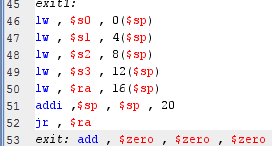 45 exit1:
46 lw , $s0 , 0($sp)
47 lw , $s1 , 4($sp)
48 lw , $s2 , 8($sp)
49 lw , $s3 , 12($sp)
50 lw , $ra , 16($sp)
51 addi ,$sp , $sp , 20
52 jr , $ra
53 exit: add , $zero , $zero , $zero